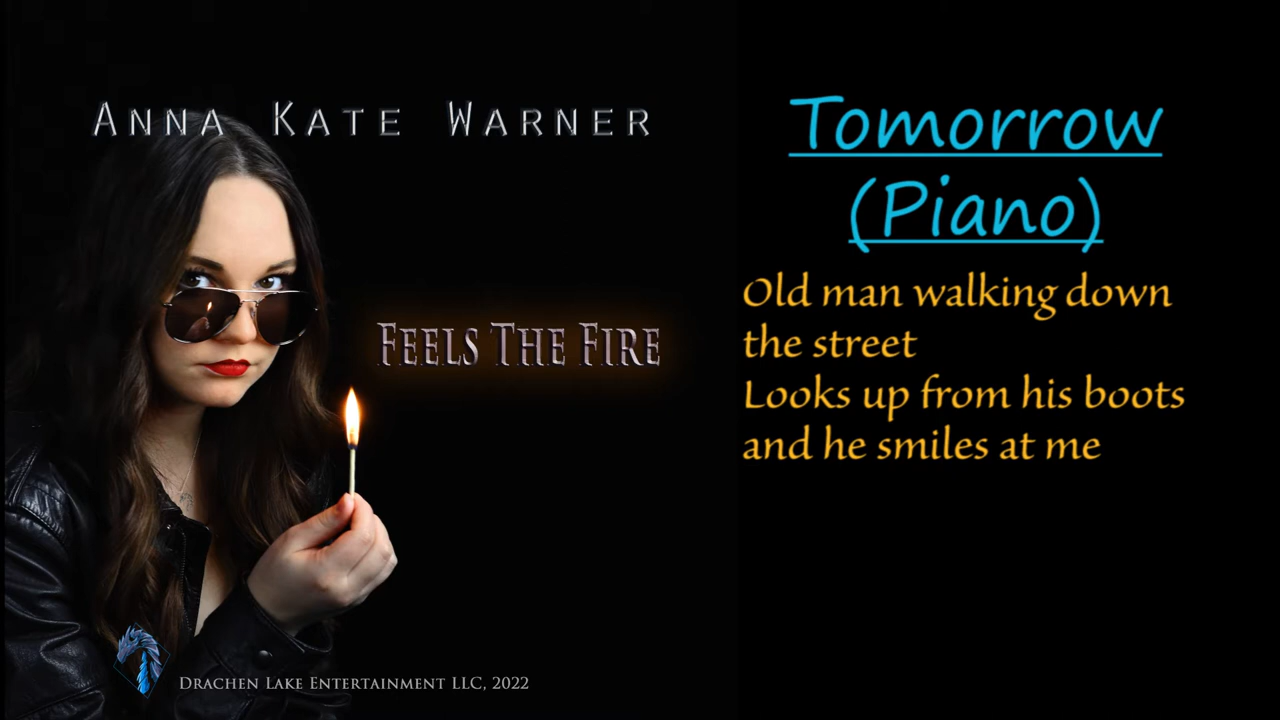 Anna Kate Warner
Feels The Fire
Drachen Lake Entertainment LLC, 2022
Tomorrow
(Piano)
Old man walking down
the street
Looks up from his boots
and he smiles at me